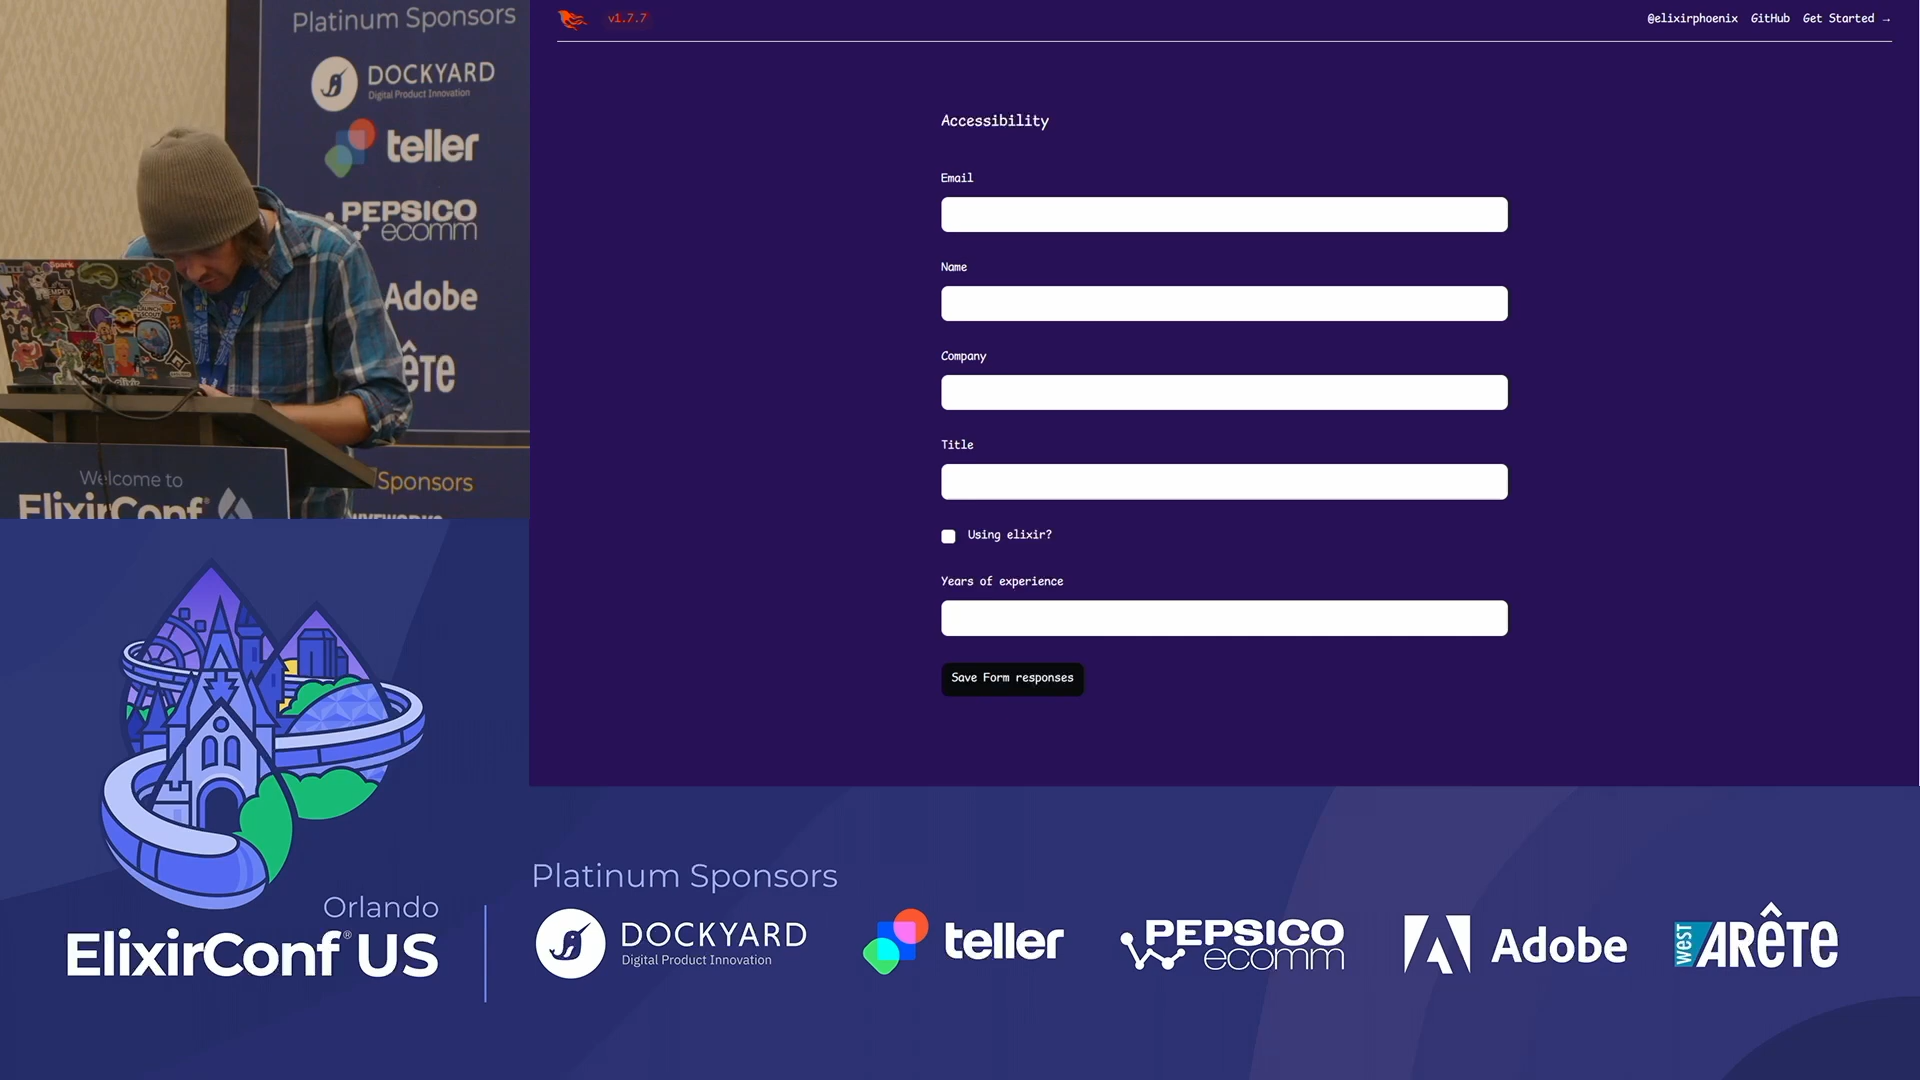 Platinum Sponsors
DOCKYARD
Digital Product Innovation
teller
PEPSICO
ecomm
Adobe
ÊTE
Welcome to
ElixirConf®
Sponsors
v1.7.7
@elixirphoenix GitHub Get Started →
Accessibility
Email
Name
Company
Title
Using elixir?
Years of experience
Save Form responses
Orlando
ElixirConf® US
Platinum Sponsors
DOCKYARD
Digital Product Innovation
teller
PEPSICO
ecomm
Adobe
west ARÊTE